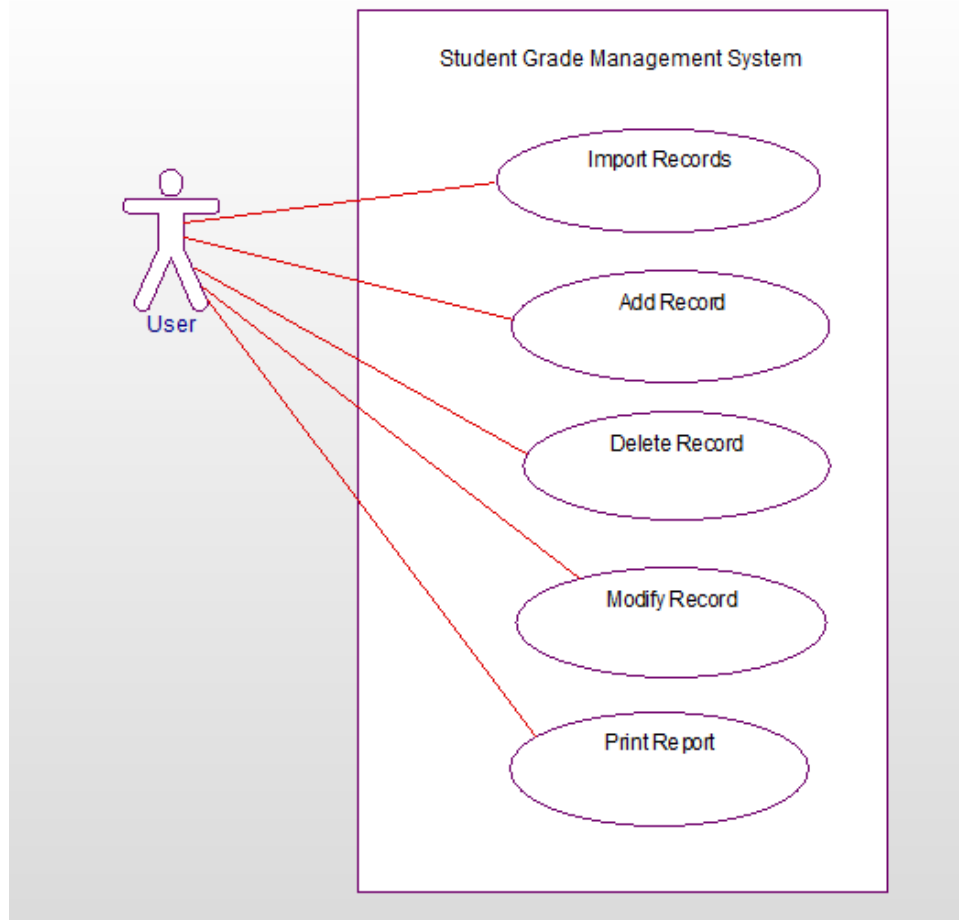 Student Grade Management System
Import Records
Add Record
User
Delete Record
Modify Record
Print Report